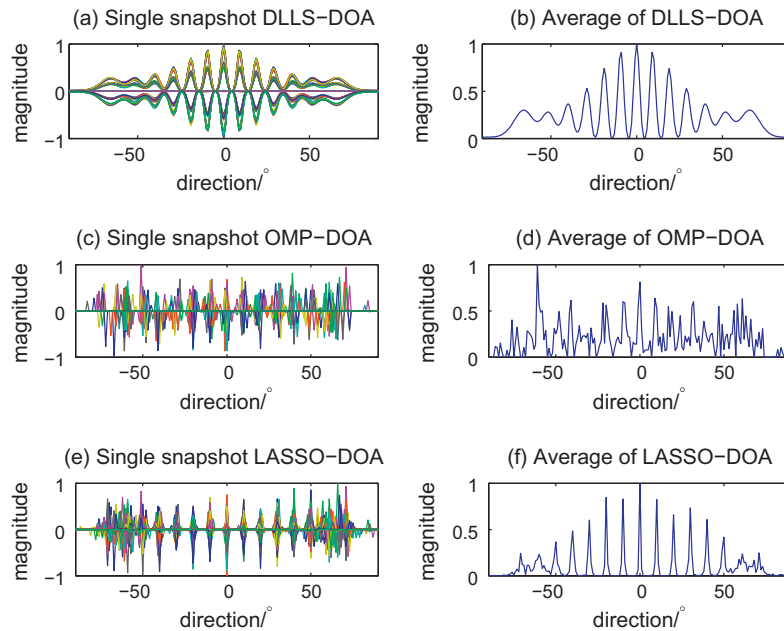 (a) Single snapshot DLLS−DOA
magnitude
1
0
−1
−50
0
50
direction/°
(b) Average of DLLS−DOA
magnitude
1
0.5
0
−50
0
50
direction/°
(c) Single snapshot OMP−DOA
magnitude
1
0
−1
−50
0
50
direction/°
(d) Average of OMP−DOA
magnitude
1
0.5
0
−50
0
50
direction/°
(e) Single snapshot LASSO−DOA
magnitude
1
0
−1
−50
0
50
direction/°
(f) Average of LASSO−DOA
magnitude
1
0.5
0
−50
0
50
direction/°